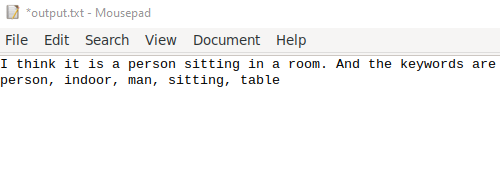 *output.txt - Mousepad
File Edit Search View Document Help
I think it is a person sitting in a room. And the keywords are
person, indoor, man, sitting, table